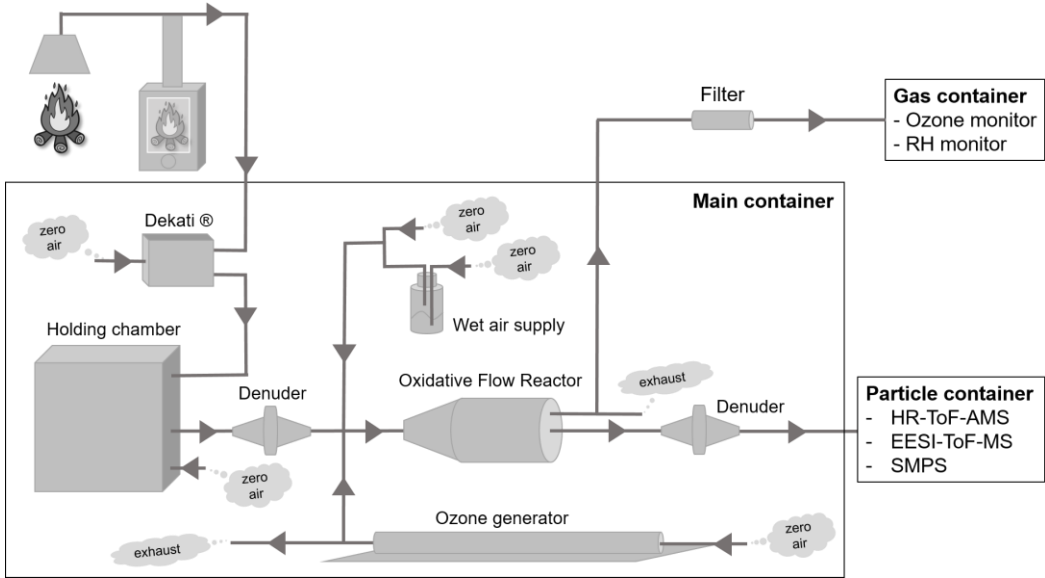 Filter
Gas container
- Ozone monitor
- RH monitor
Main container
Dekati ®
zero
air
zero
air
zero
air
Wet air supply
Holding chamber
Denuder
Oxidative Flow Reactor
exhaust
Denuder
Particle container
- HR-ToF-AMS
- EESI-ToF-MS
- SMPS
zero
air
Ozone generator
exhaust
zero
air